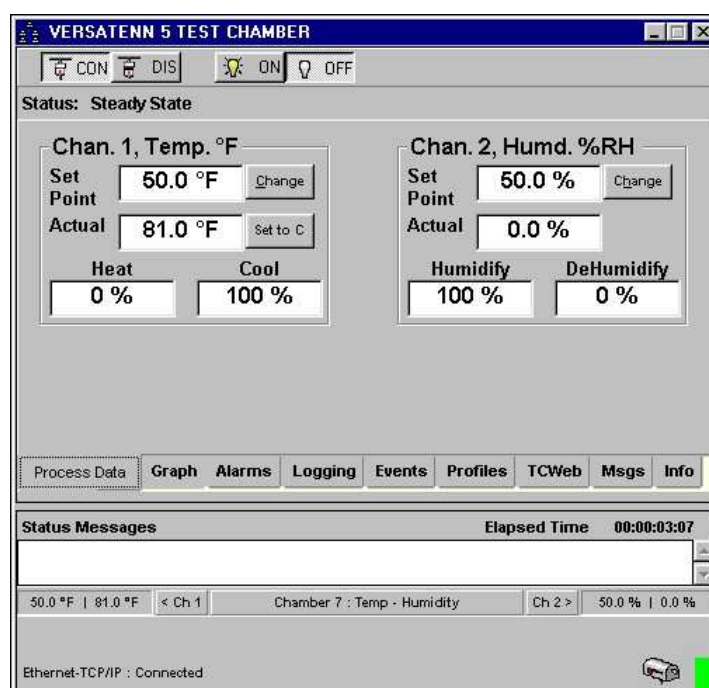 VERSATENN 5 TEST CHAMBER
CON DIS ON OFF
Status: Steady State
Chan. 1, Temp. °F
Set Point 50.0 °F Change
Actual 81.0 °F Set to C
Heat Cool
0 % 100 %
Chan. 2, Humd. %RH
Set Point 50.0 % Change
Actual 0.0 %
Humidify DeHumidify
100 % 0 %
Process Data Graph Alarms Logging Events Profiles TCWeb Msgs Info
Status Messages Elapsed Time 00:00:03:07
50.0 °F | 81.0 °F < Ch 1 Chamber 7 : Temp - Humidity Ch 2 > 50.0 % | 0.0 %
Ethernet-TCP/IP : Connected